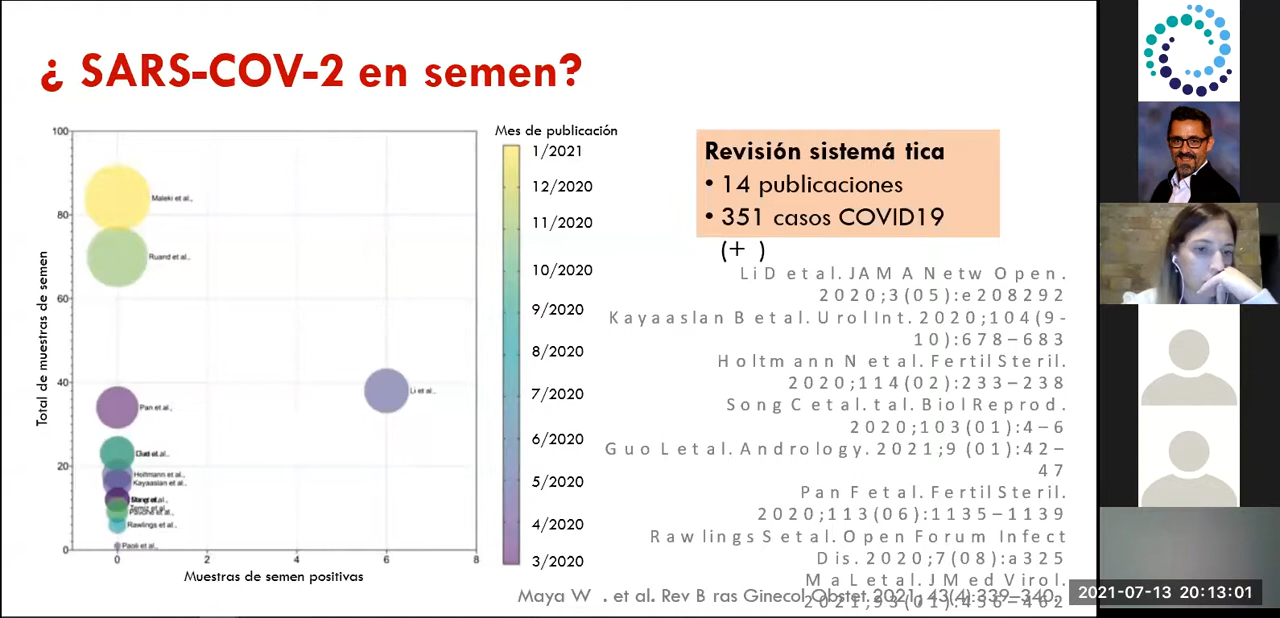 ¿ SARS-COV-2 en semen?
Mes de publicación
100
80
60
40
20
0
Total de muestras de semen
Maleki et al.,
Ruand et al.,
Pan et al.,
Li et al.,
Holtmann et al.,
Kayaaslan et al.,
Rawlings et al.,
Paoli et al.,
0 2 4 6 8
Muestras de semen positivas
1/2021
12/2020
11/2020
10/2020
9/2020
8/2020
7/2020
6/2020
5/2020
4/2020
3/2020
Revisión sistemá tica
• 14 publicaciones
• 351 casos COVID19
(+ )
Li D et al. JAMA Netw Open.
2020;3(05):e208292
Kayaaslan B et al. Urol Int. 2020;104(9-
10):678–683
Holtmann N et al. Fertil Steril.
2020;114(02):233–238
Song C et al. tal. Biol Reprod.
2020;103(01):4–6
Guo L et al. Andrology. 2021;9 (01):42–
47
Pan F et al. Fertil Steril.
2020;113(06):1135–1139
Rawlings S et al. Open Forum Infect
Dis. 2020;7(08):a325
Ma L et al. J Med Virol.
2021;93(01):456–462
Maya W . et al. Rev B ras Ginecol Obstet. 2021; 43(4):339–340.
2021-07-13 20:13:01